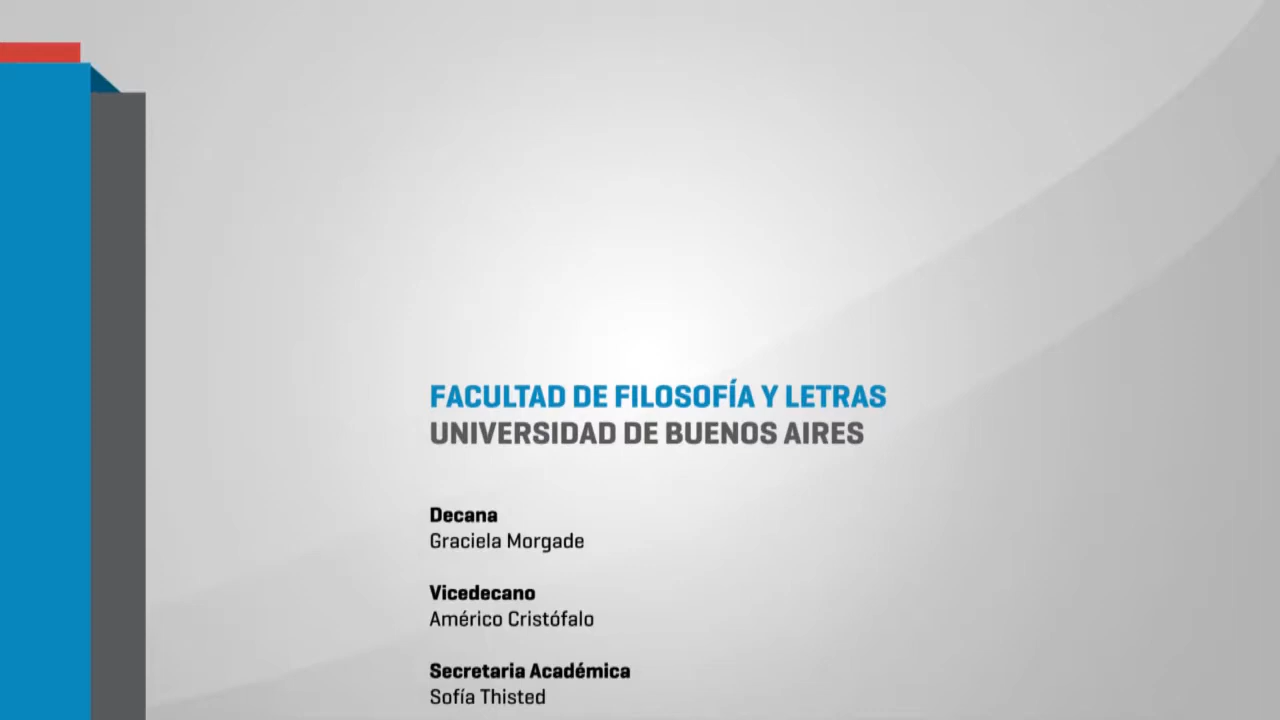 FACULTAD DE FILOSOFÍA Y LETRAS
UNIVERSIDAD DE BUENOS AIRES
Decana
Graciela Morgade
Vicedecano
Américo Cristófalo
Secretaria Académica
Sofía Thisted